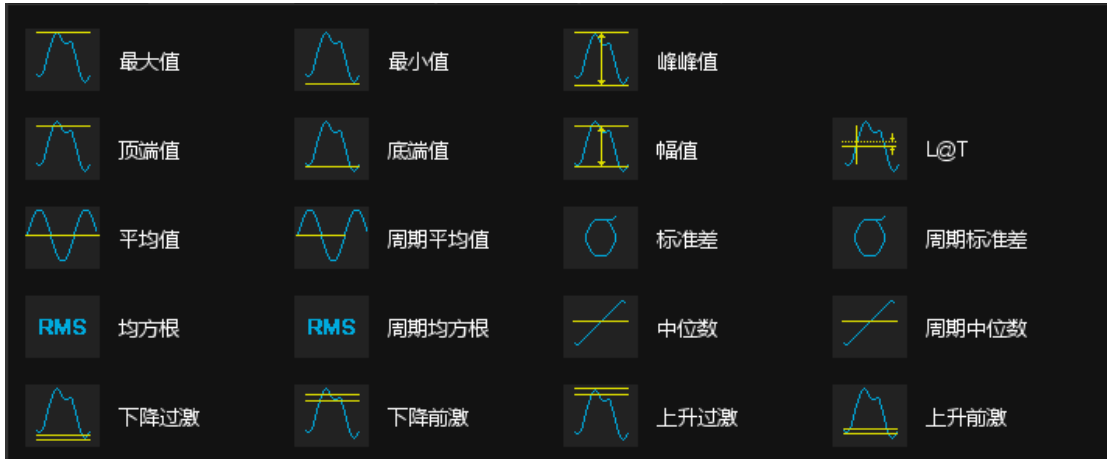 最大值
最小值
峰峰值
顶端值
底端值
幅值
L@T
平均值
周期平均值
标准差
周期标准差
RMS 均方根
RMS 周期均方根
中位数
周期中位数
下降过激
下降前激
上升过激
上升前激